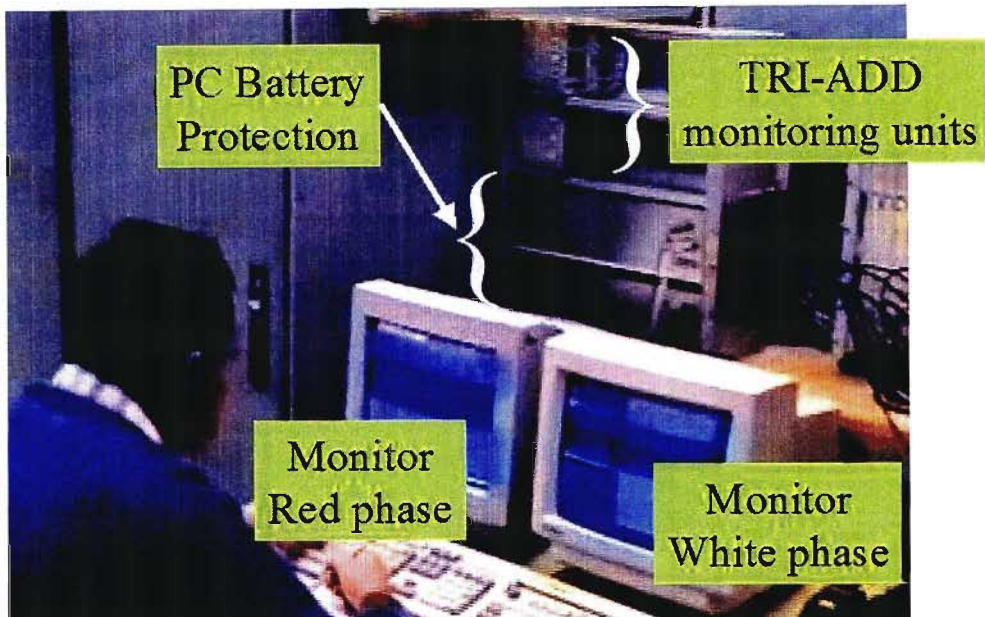 PC Battery
Protection
TRI-ADD
monitoring units
Monitor
Red phase
Monitor
White phase